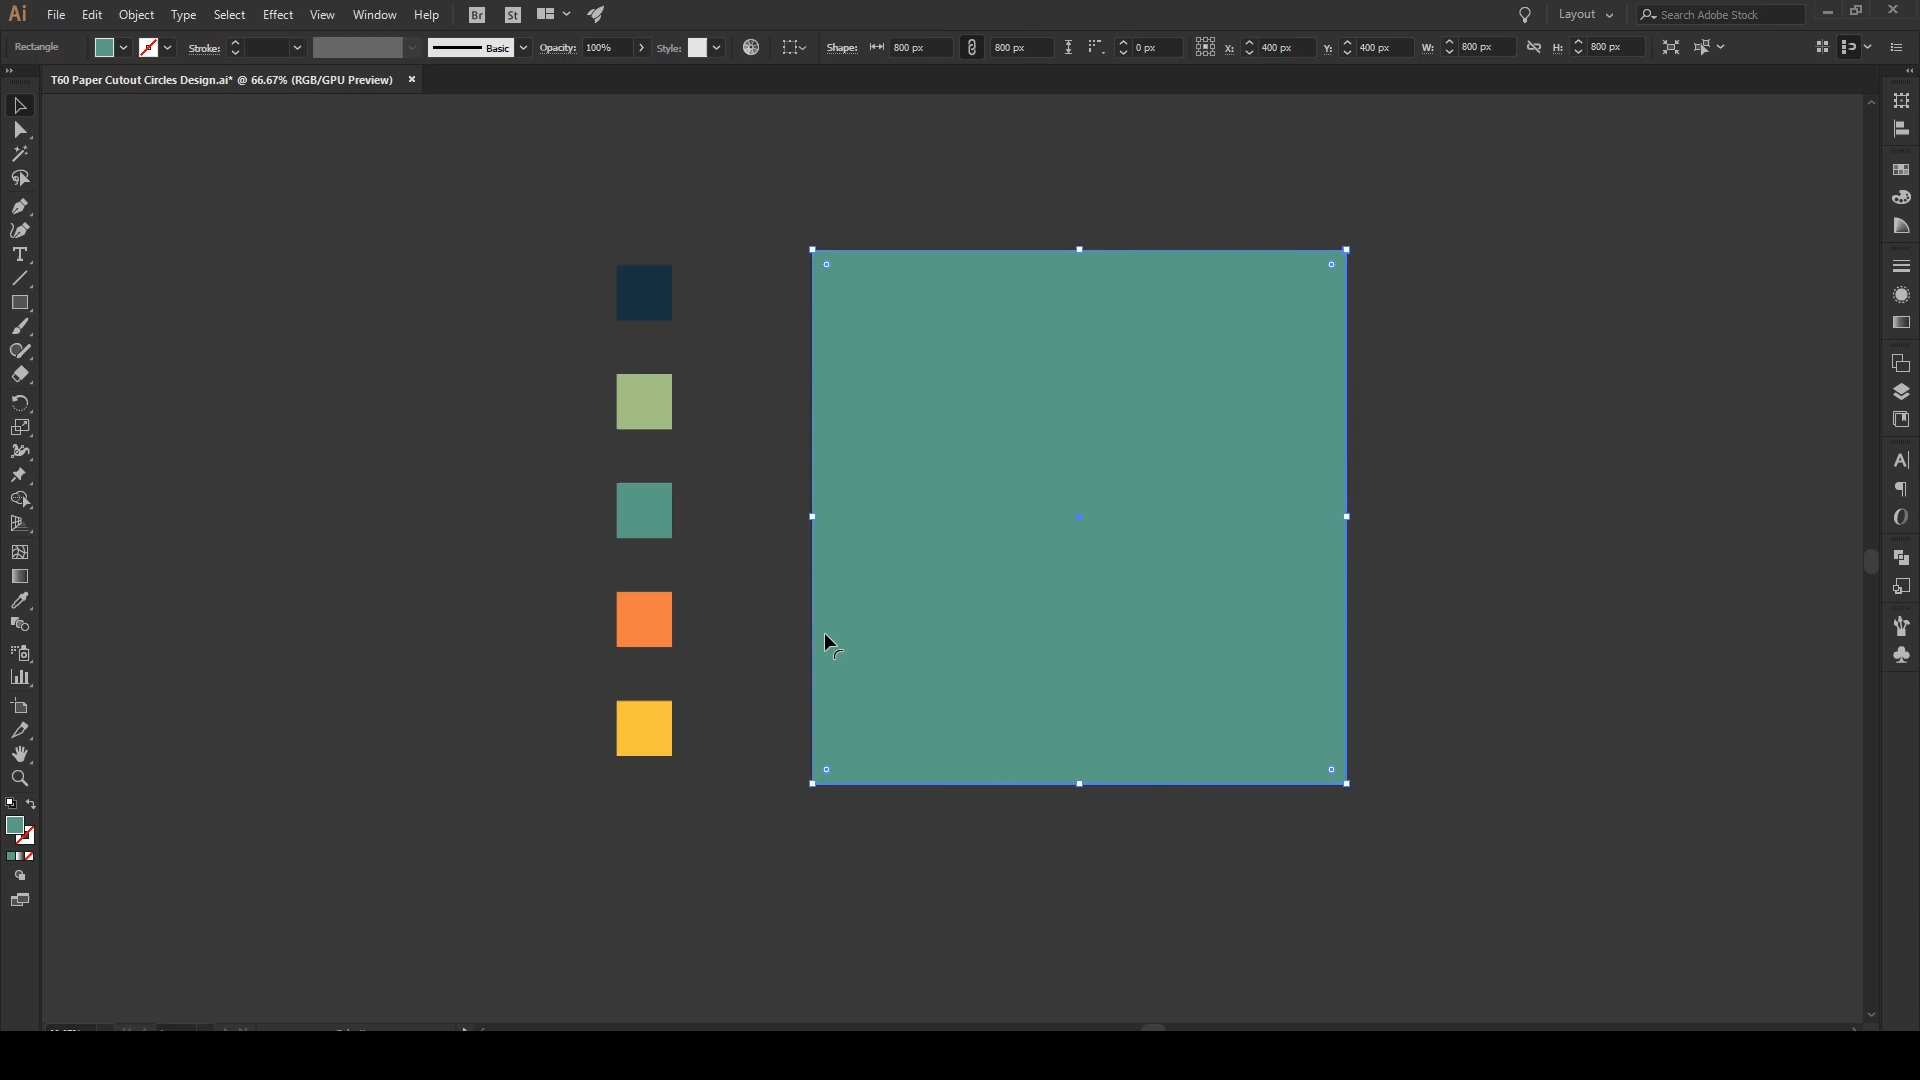 Ai File Edit Object Type Select Effect View Window Help Br St Layout Search Adobe Stock
Rectangle Stroke: Basic Opacity: 100% Style: Shape: 800 px 800 px 0 px X: 400 px Y: 400 px W: 800 px H: 800 px
T60 Paper Cutout Circles Design.ai* @ 66.67% (RGB/GPU Preview)